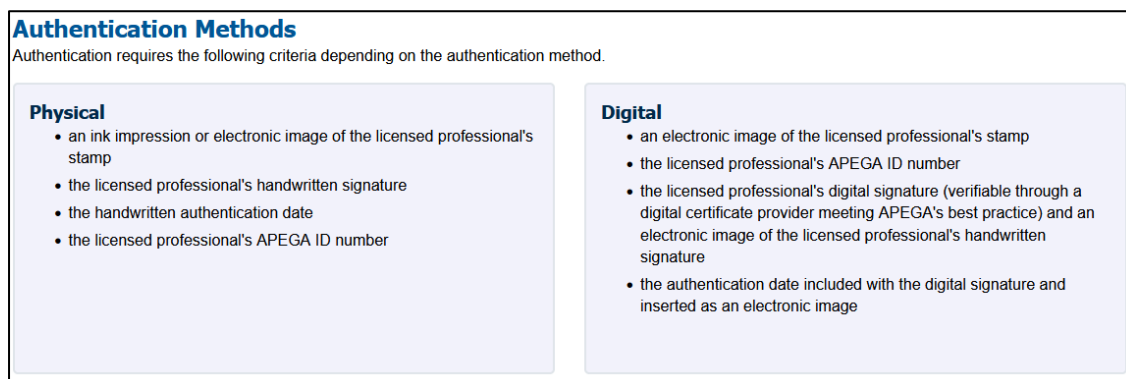 Authentication Methods
Authentication requires the following criteria depending on the authentication method.
Physical
• an ink impression or electronic image of the licensed professional's
stamp
• the licensed professional's handwritten signature
• the handwritten authentication date
• the licensed professional's APEGA ID number
Digital
• an electronic image of the licensed professional's stamp
• the licensed professional's APEGA ID number
• the licensed professional's digital signature (verifiable through a
digital certificate provider meeting APEGA's best practice) and an
electronic image of the licensed professional's handwritten
signature
• the authentication date included with the digital signature and
inserted as an electronic image